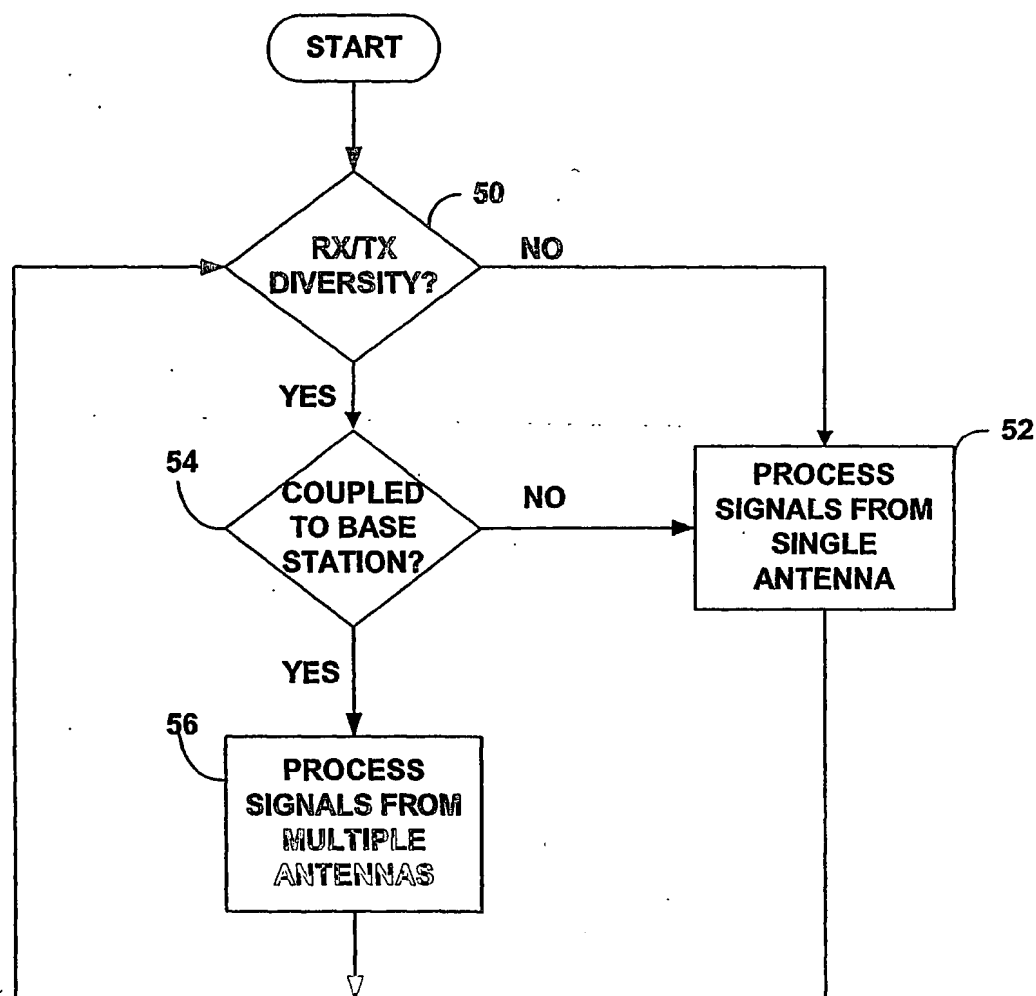 START
50
RX/TX
DIVERSITY?
NO
YES
54
COUPLED
TO BASE
STATION?
NO
52
PROCESS
SIGNALS FROM
SINGLE
ANTENNA
YES
56
PROCESS
SIGNALS FROM
MULTIPLE
ANTENNAS